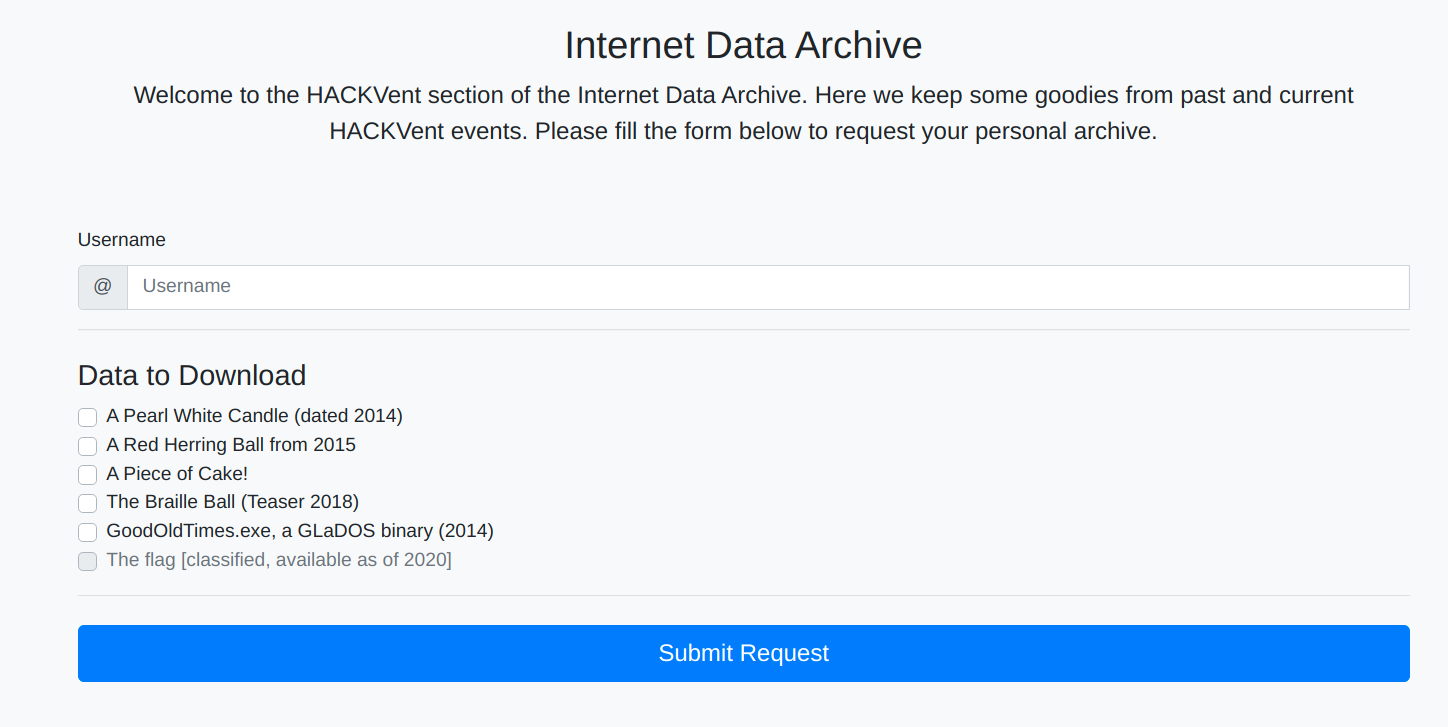 Internet Data Archive
Welcome to the HACKVent section of the Internet Data Archive. Here we keep some goodies from past and current
HACKVent events. Please fill the form below to request your personal archive.
Username
@ Username
Data to Download
A Pearl White Candle (dated 2014)
A Red Herring Ball from 2015
A Piece of Cake!
The Braille Ball (Teaser 2018)
GoodOldTimes.exe, a GLaDOS binary (2014)
The flag [classified, available as of 2020]
Submit Request